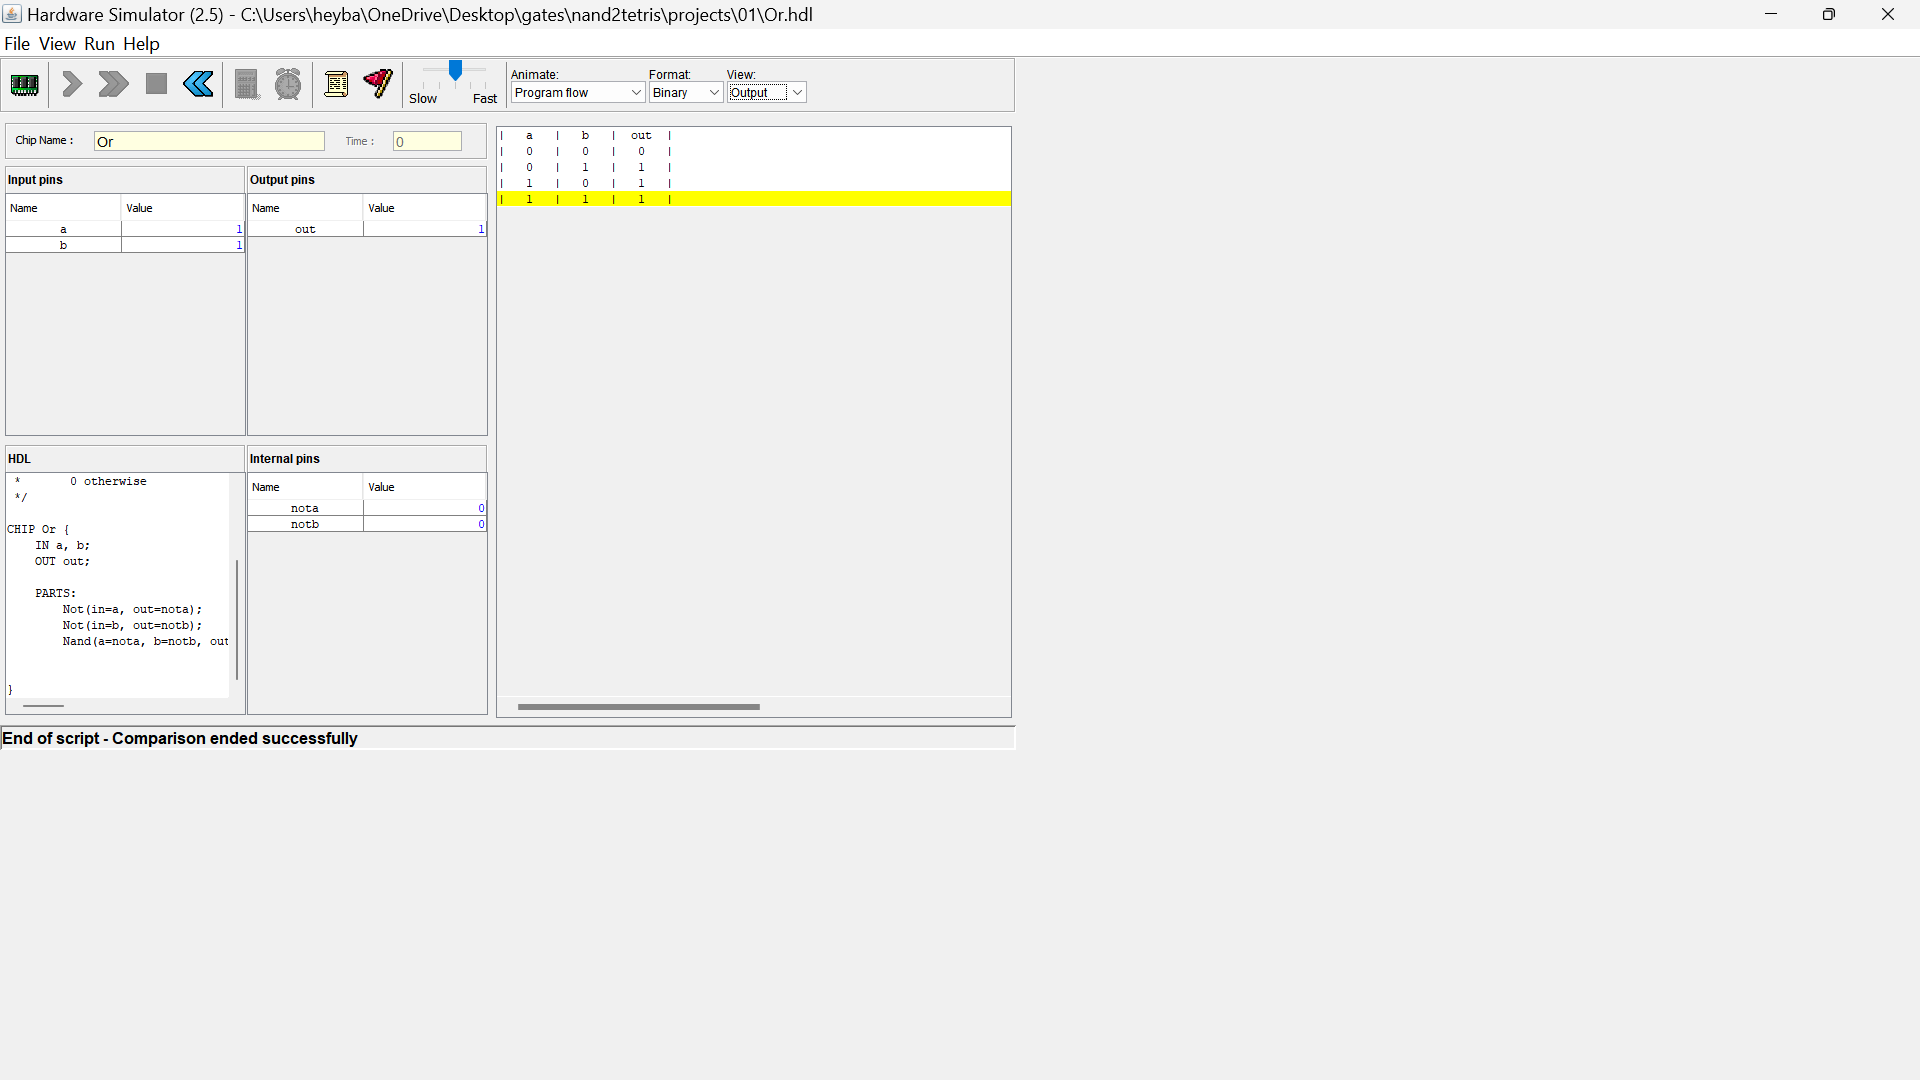 Hardware Simulator (2.5) - C:\Users\heyba\OneDrive\Desktop\gates\nand2tetris\projects\01\Or.hdl
File View Run Help
Slow Fast
Animate:
Program flow
Format:
Binary
View:
Output
Chip Name : Or Time : 0
Input pins
Name Value
a 1
b 1
Output pins
Name Value
out 1
HDL
* 0 otherwise
*/
CHIP Or {
IN a, b;
OUT out;
PARTS:
Not(in=a, out=nota);
Not(in=b, out=notb);
Nand(a=nota, b=notb, out
}
Internal pins
Name Value
nota 0
notb 0
| a | b | out |
| 0 | 0 | 0 |
| 0 | 1 | 1 |
| 1 | 0 | 1 |
| 1 | 1 | 1 |
End of script - Comparison ended successfully